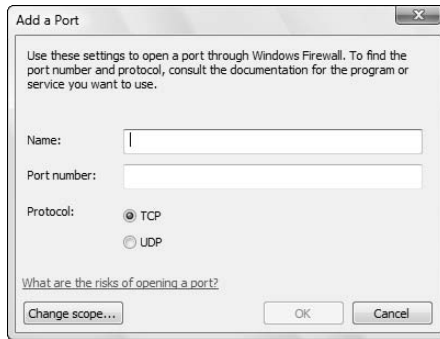 Add a Port
Use these settings to open a port through Windows Firewall. To find the
port number and protocol, consult the documentation for the program or
service you want to use.
Name:
Port number:
Protocol:
TCP
UDP
What are the risks of opening a port?
Change scope...
OK
Cancel